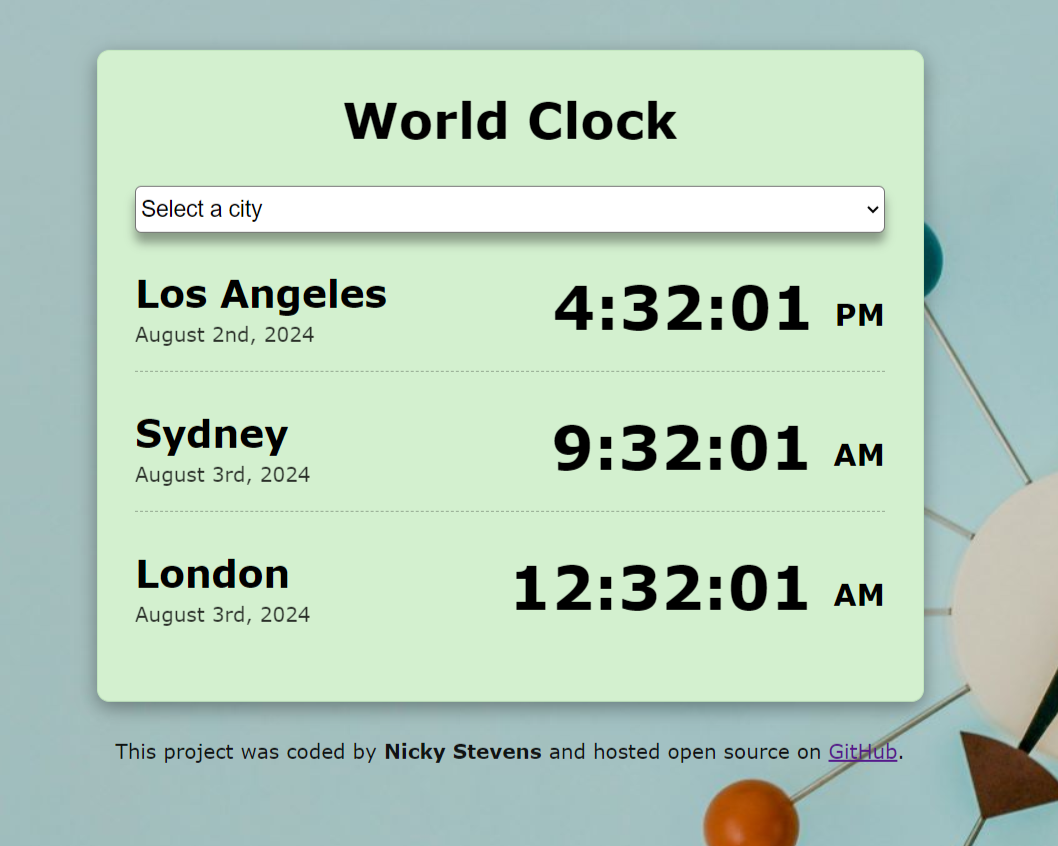 World Clock
Select a city
Los Angeles
4:32:01 PM
August 2nd, 2024
Sydney
9:32:01 AM
August 3rd, 2024
London
12:32:01 AM
August 3rd, 2024
This project was coded by Nicky Stevens and hosted open source on GitHub.